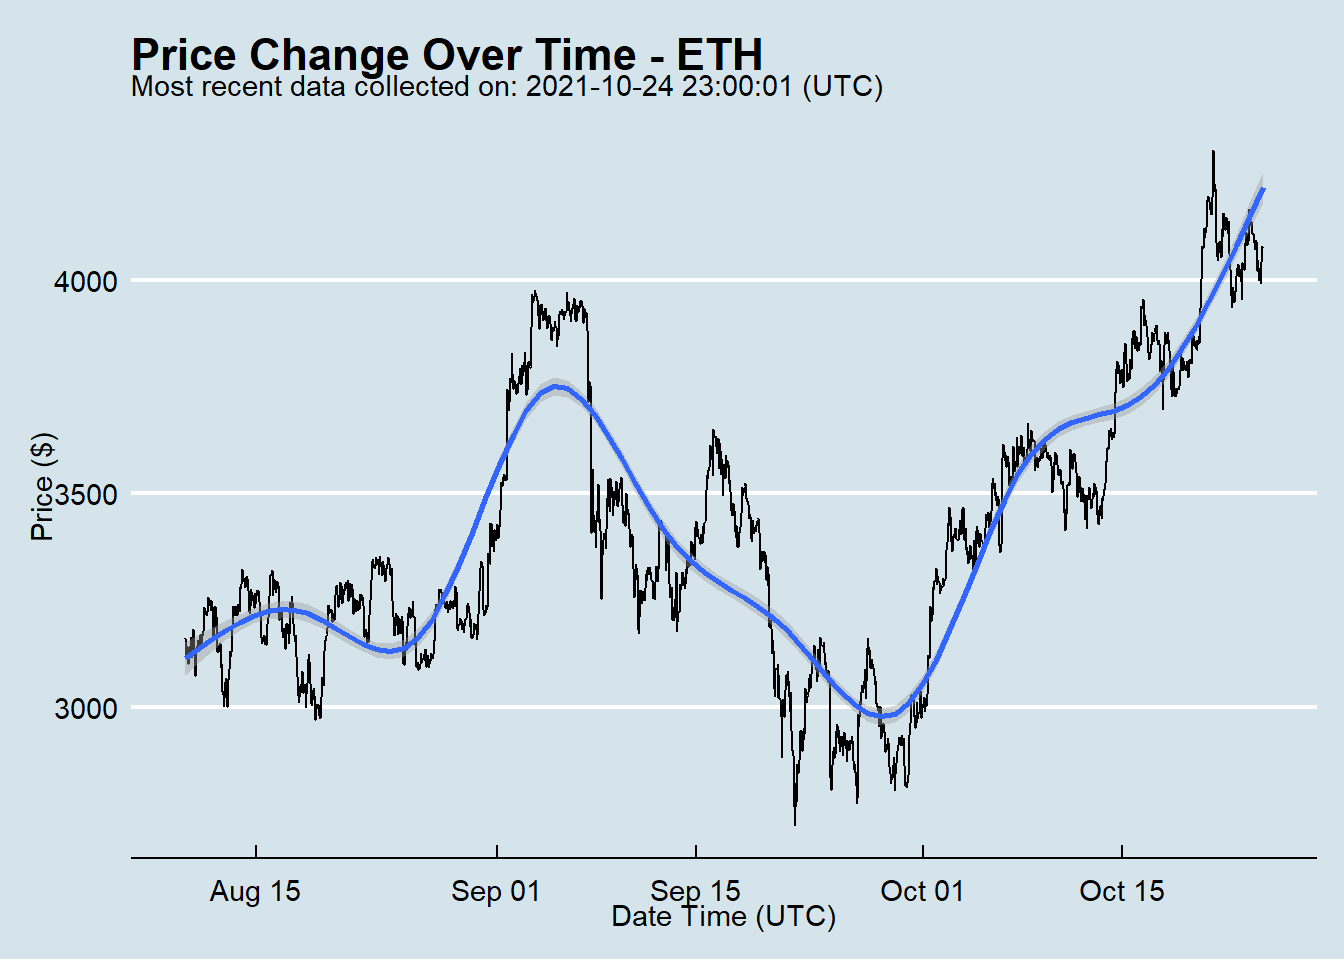 Price Change Over Time - ETH
Most recent data collected on: 2021-10-24 23:00:01 (UTC)
Price ($)
4000
3500
3000
Aug 15
Sep 01
Sep 15
Oct 01
Oct 15
Date Time (UTC)